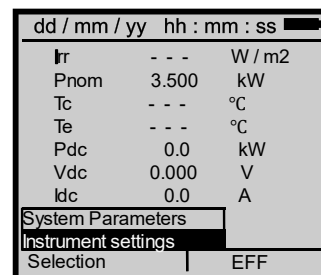 dd / mm / yy hh : mm : ss
Irr - - - W / m2
Pnom 3.500 kW
Tc - - - °C
Te - - - °C
Pdc 0.0 kW
Vdc 0.000 V
Idc 0.0 A
System Parameters
Instrument settings
Selection EFF